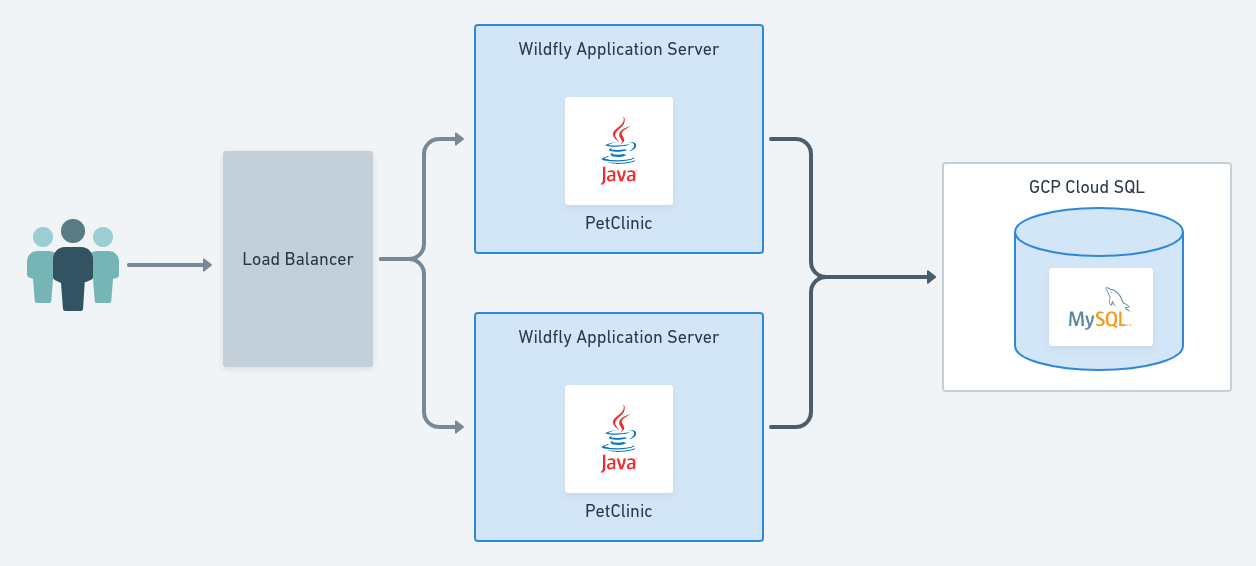 Load Balancer
Wildfly Application Server
Java
PetClinic
Wildfly Application Server
Java
PetClinic
GCP Cloud SQL
MySQL